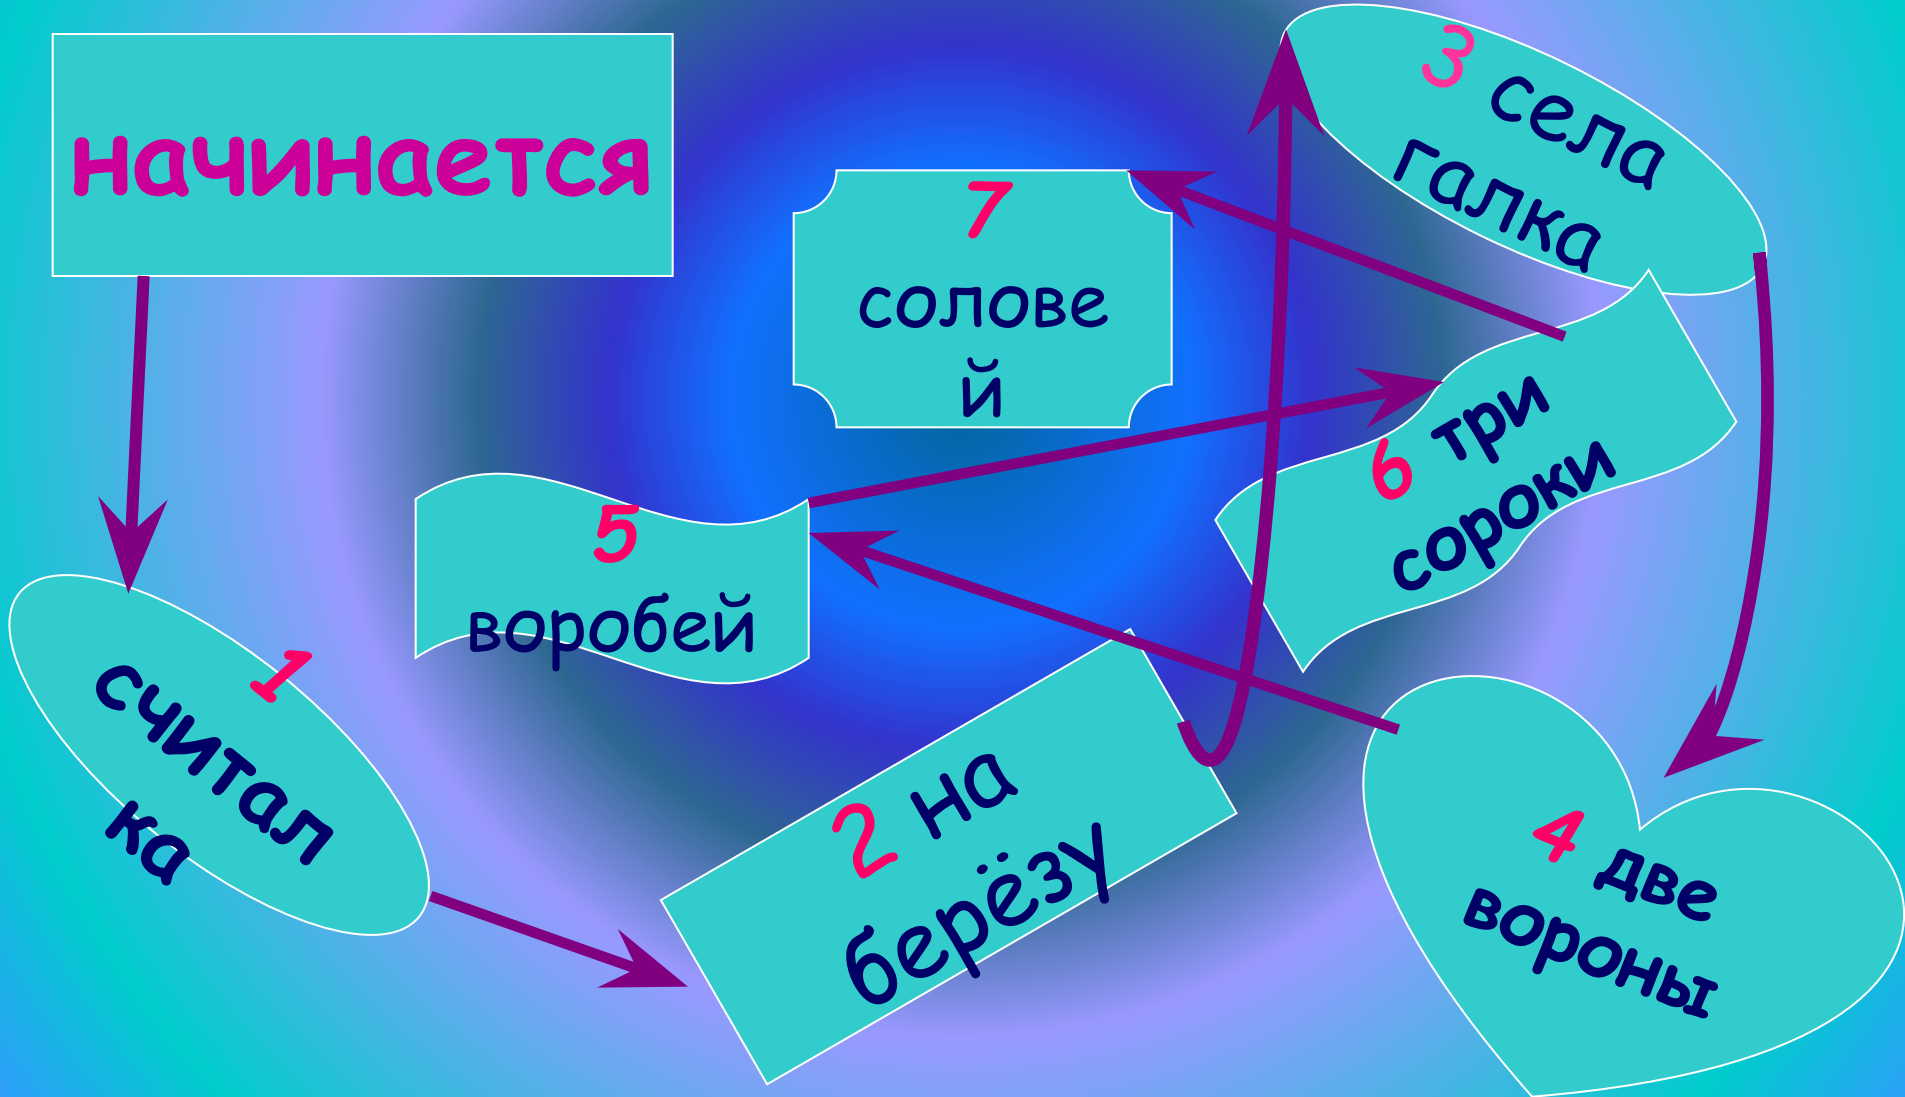 начинается
1
считал
ка
2 на
берёзу
3 села
галка
4 две
вороны
5
воробей
6 три
сороки
7
солове
й